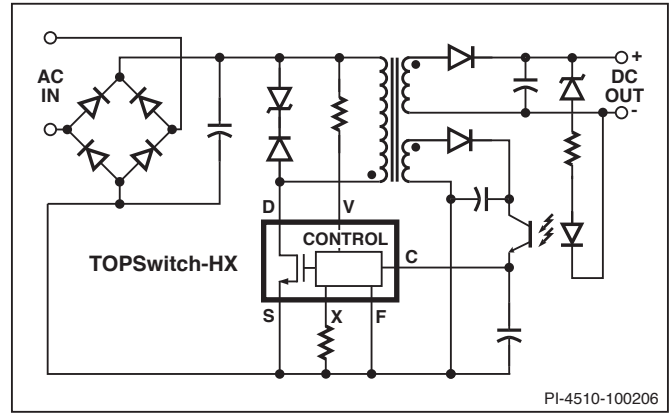 AC
IN
+
DC
OUT
-
D
V
CONTROL
TOPSwitch-HX
C
S
X
F
PI-4510-100206